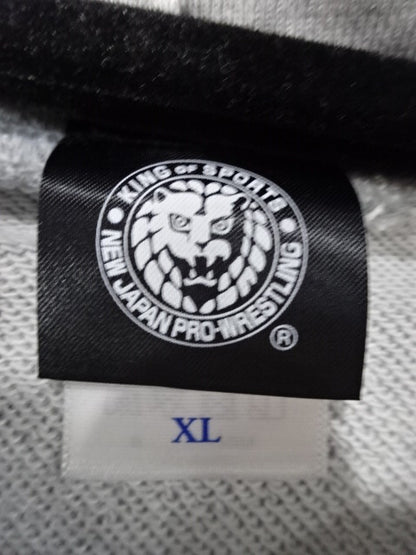 KING OF SPORTS
NEW JAPAN PRO-WRESTLING
®
XL